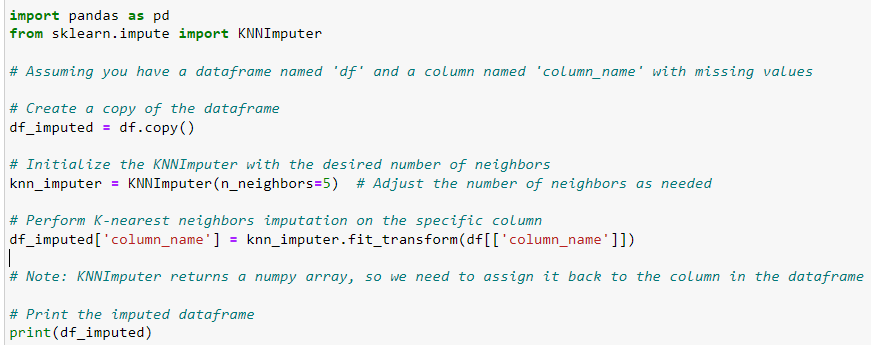 import pandas as pd
from sklearn.impute import KNNImputer
# Assuming you have a dataframe named 'df' and a column named 'column_name' with missing values
# Create a copy of the dataframe
df_imputed = df.copy()
# Initialize the KNNImputer with the desired number of neighbors
knn_imputer = KNNImputer(n_neighbors=5)  # Adjust the number of neighbors as needed
# Perform K-nearest neighbors imputation on the specific column
df_imputed['column_name'] = knn_imputer.fit_transform(df[['column_name']])
# Note: KNNImputer returns a numpy array, so we need to assign it back to the column in the dataframe
# Print the imputed dataframe
print(df_imputed)